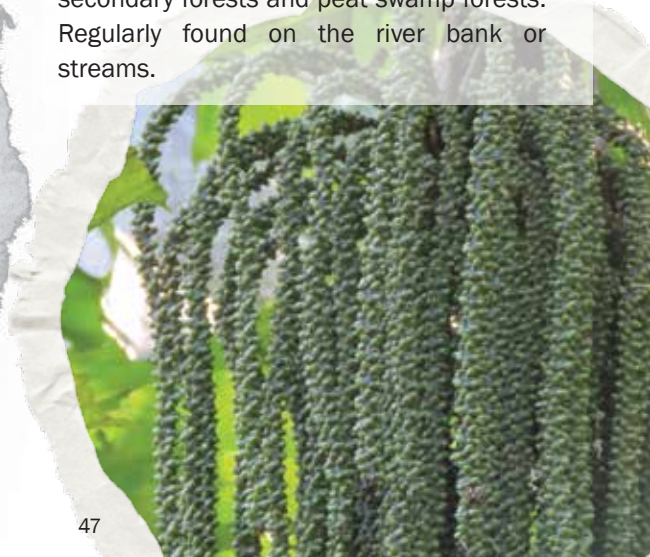 secondary forests and peat swamp forests.
Regularly found on the river bank or
streams.
47